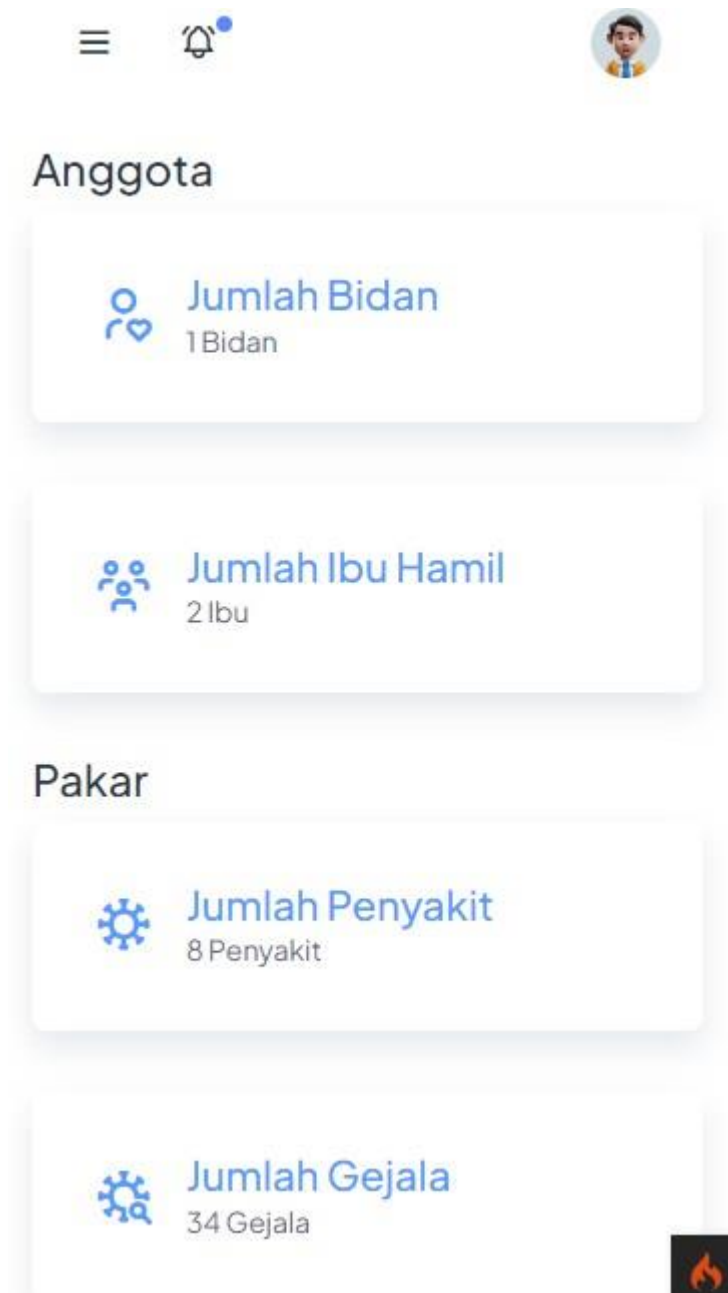 Anggota
Jumlah Bidan
1 Bidan
Jumlah Ibu Hamil
2 Ibu
Pakar
Jumlah Penyakit
8 Penyakit
Jumlah Gejala
34 Gejala